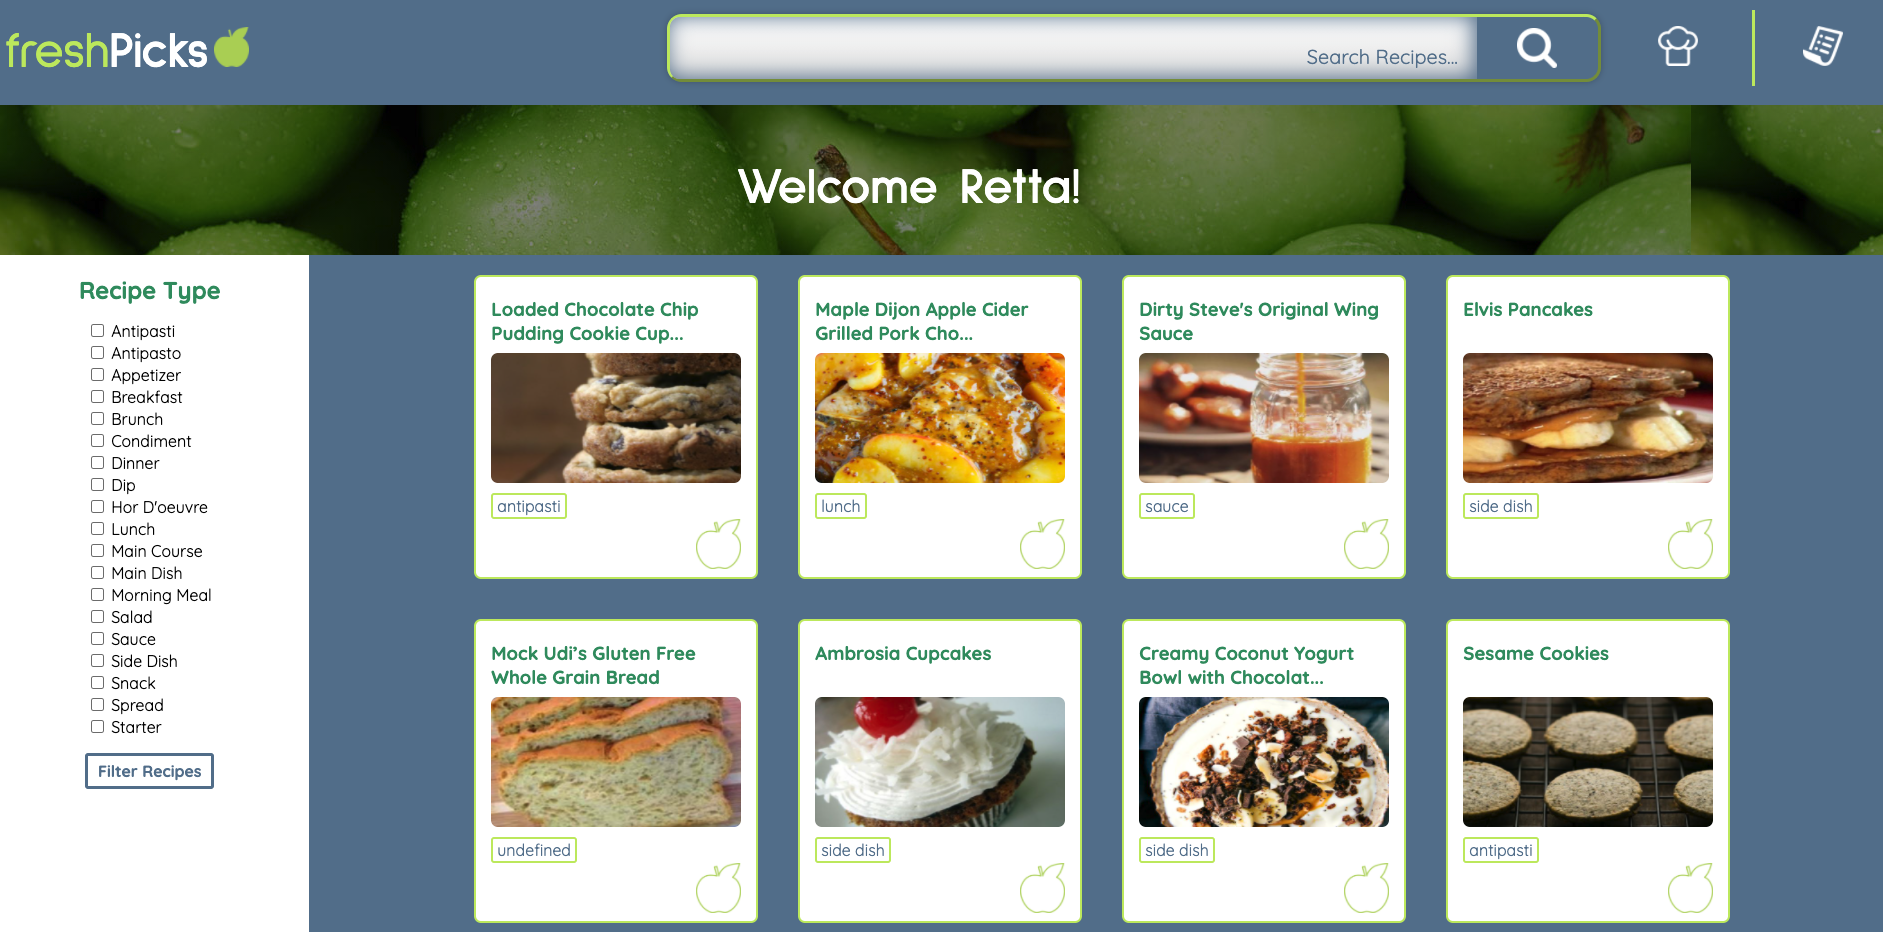 freshPicks
Search Recipes...
Welcome Retta!
Recipe Type
Antipasti
Antipasto
Appetizer
Breakfast
Brunch
Condiment
Dinner
Dip
Hor D'oeuvre
Lunch
Main Course
Main Dish
Morning Meal
Salad
Sauce
Side Dish
Snack
Spread
Starter
Filter Recipes
Loaded Chocolate Chip
Pudding Cookie Cup...
antipasti
Maple Dijon Apple Cider
Grilled Pork Cho...
lunch
Dirty Steve's Original Wing
Sauce
sauce
Elvis Pancakes
side dish
Mock Udi’s Gluten Free
Whole Grain Bread
undefined
Ambrosia Cupcakes
side dish
Creamy Coconut Yogurt
Bowl with Chocolat...
side dish
Sesame Cookies
antipasti